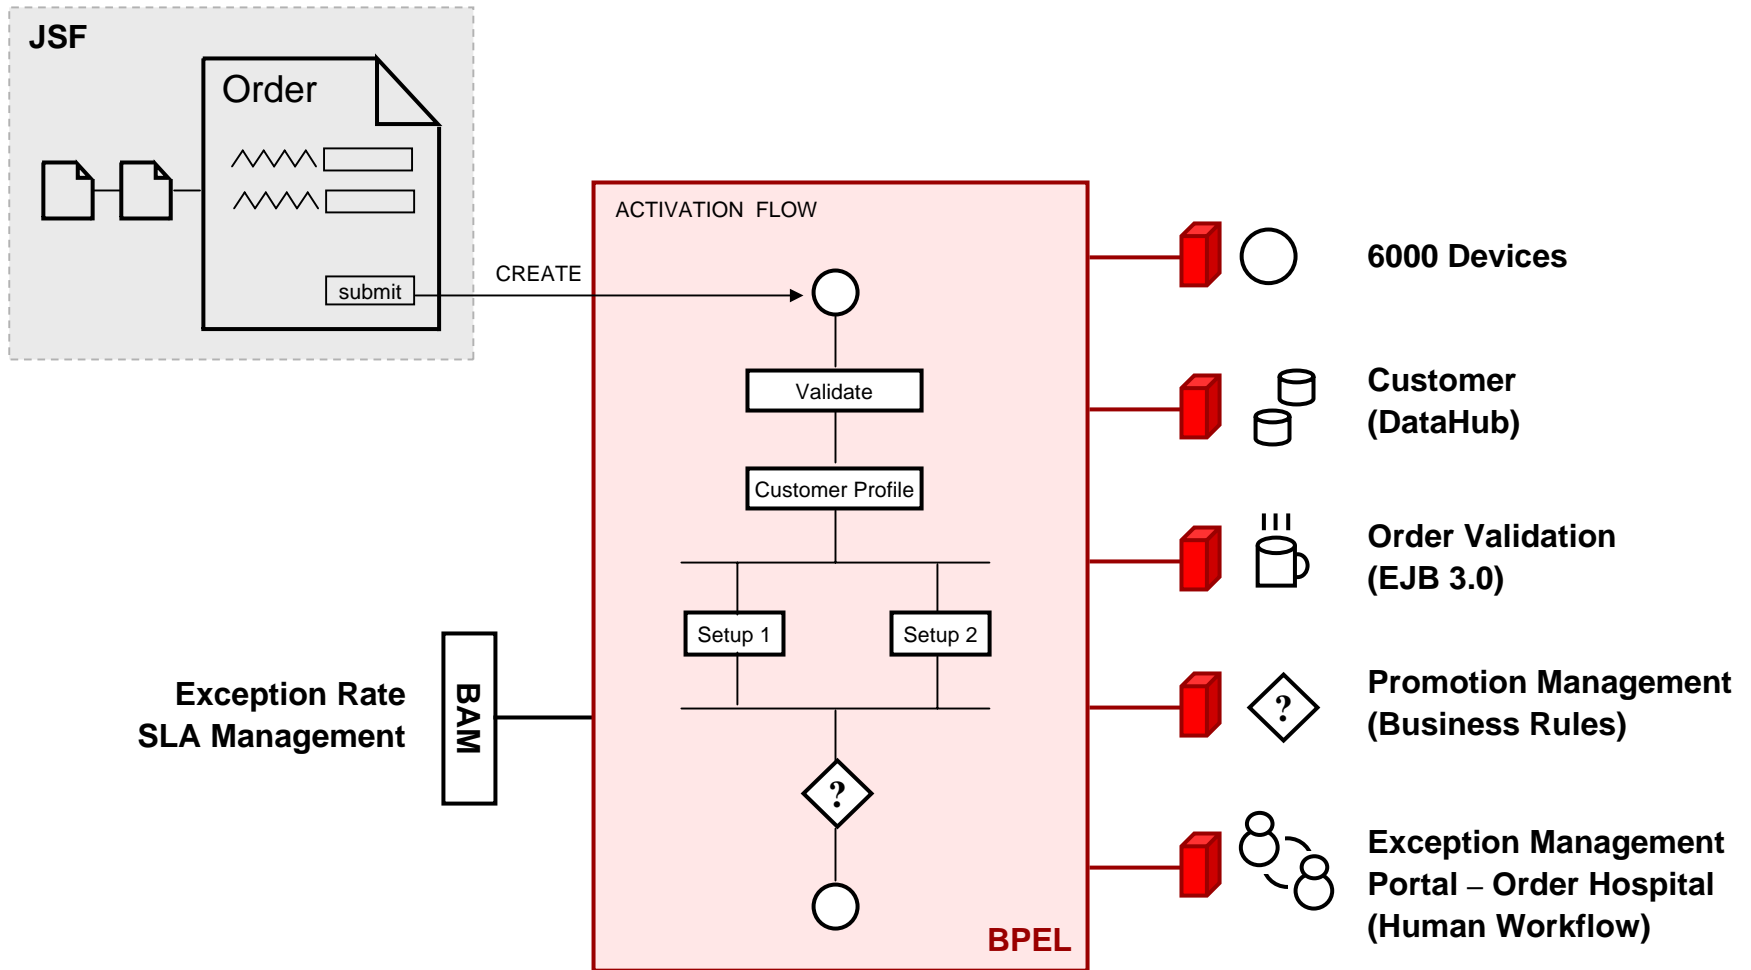 JSF
Order
submit
CREATE
ACTIVATION FLOW
Validate
Customer Profile
Setup 1
Setup 2
?
BPEL
Exception Rate
SLA Management
BAM
6000 Devices
Customer
(DataHub)
Order Validation
(EJB 3.0)
?
Promotion Management
(Business Rules)
Exception Management
Portal – Order Hospital
(Human Workflow)